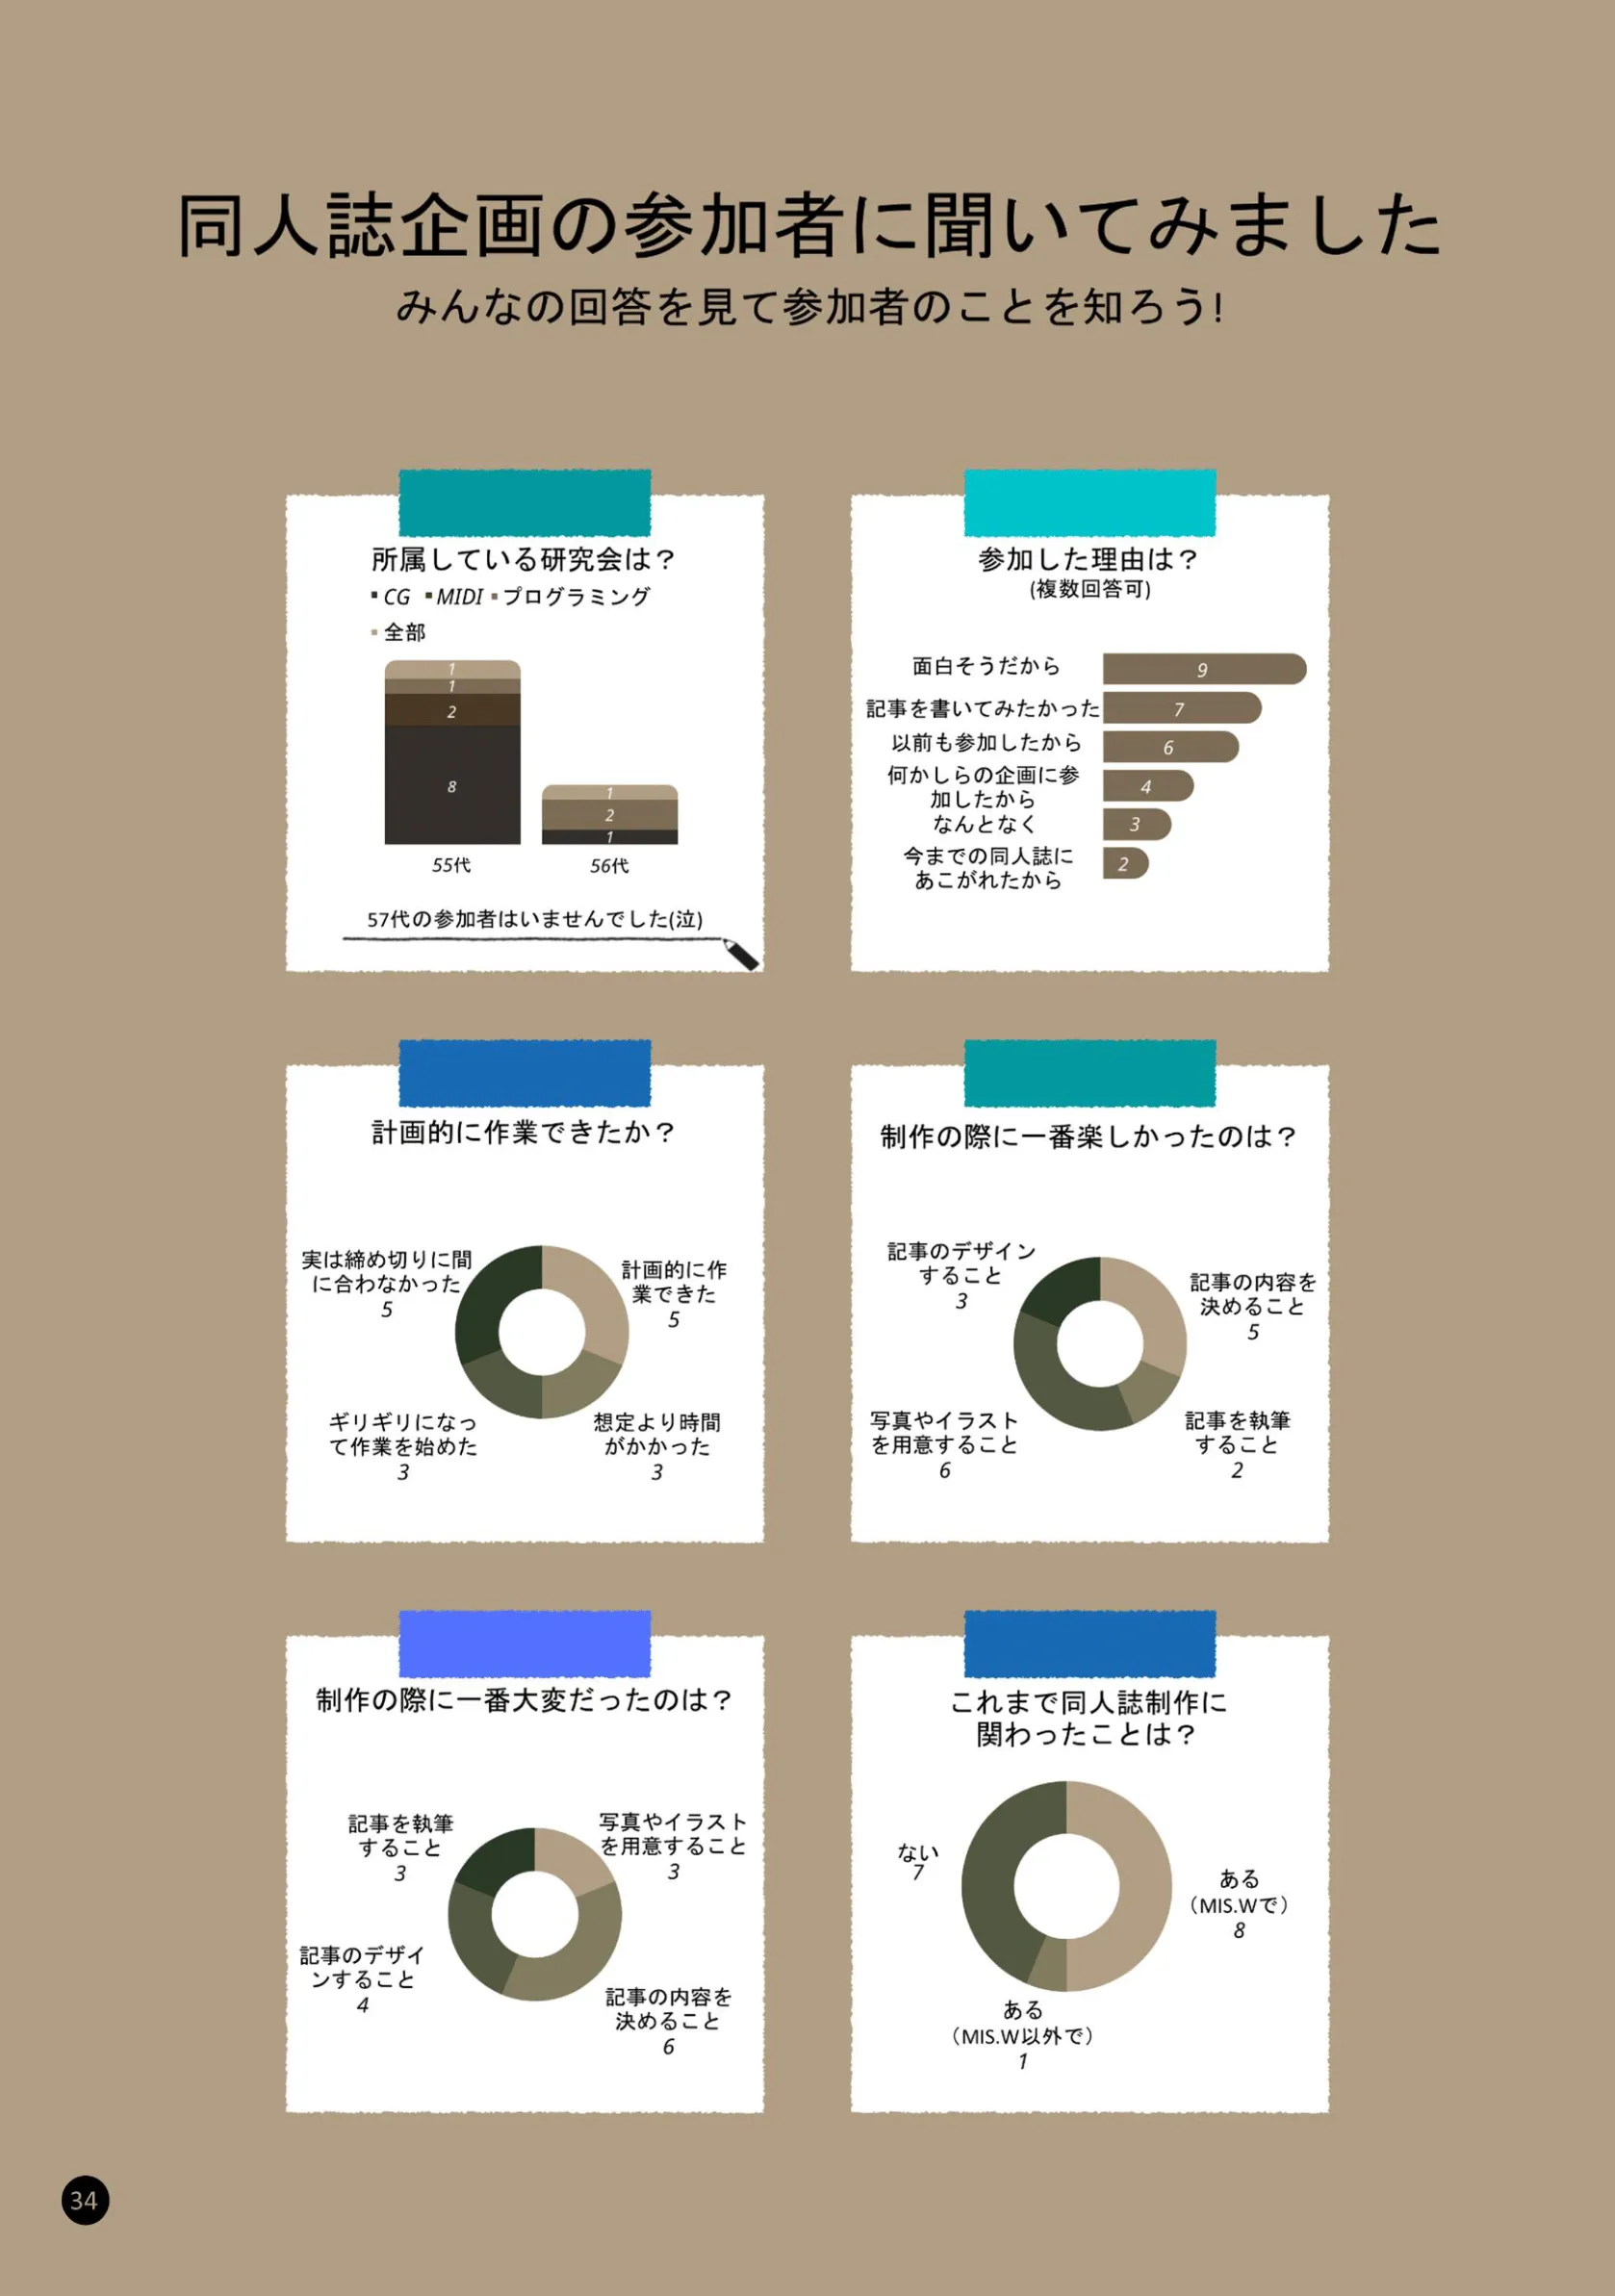 同人誌企画の参加者に聞いてみました
みんなの回答を見て参加者のことを知ろう!
所属している研究会は？
CG MIDI プログラミング
全部
1
1
2
8
1
2
1
55代 56代
57代の参加者はいませんでした(泣)
参加した理由は？
(複数回答可)
面白そうだから 9
記事を書いてみたかった 7
以前も参加したから 6
何かしらの企画に参
加したから 4
なんとなく 3
今までの同人誌に
あこがれたから 2
計画的に作業できたか？
実は締め切りに間
に合わなかった
5
計画的に作
業できた
5
ギリギリになっ
て作業を始めた
3
想定より時間
がかかった
3
制作の際に一番楽しかったのは？
記事のデザイン
すること
3
記事の内容を
決めること
5
写真やイラスト
を用意すること
6
記事を執筆
すること
2
制作の際に一番大変だったのは？
記事を執筆
すること
3
写真やイラスト
を用意すること
3
記事のデザイ
ンすること
4
記事の内容を
決めること
6
これまで同人誌制作に
関わったことは？
ない
7
ある
（MIS.Wで）
8
ある
（MIS.W以外で）
1
34